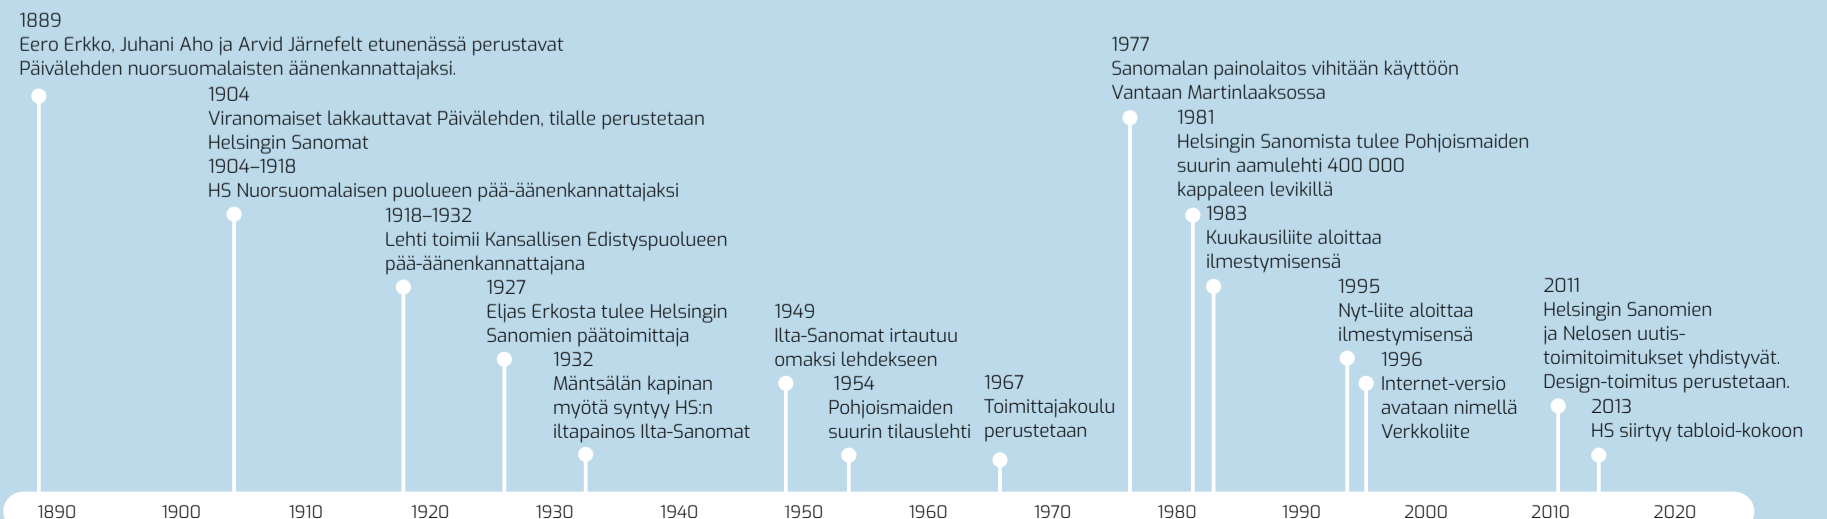 1889
Eero Erkko, Juhani Aho ja Arvid Järnefelt etunenässä perustavat
Päivälehden nuorsuomalaisten äänenkannattajaksi.
1904
Viranomaiset lakkauttavat Päivälehden, tilalle perustetaan
Helsingin Sanomat
1904–1918
HS Nuorsuomalaisen puolueen pää-äänenkannattajaksi
1918–1932
Lehti toimii Kansallisen Edistyspuolueen
pää-äänenkannattajana
1927
Eljas Erkosta tulee Helsingin
Sanomien päätoimittaja
1932
Mäntsälän kapinan
myötä syntyy HS:n
iltapainos Ilta-Sanomat
1949
Ilta-Sanomat irtautuu
omaksi lehdekseen
1954
Pohjoismaiden
suurin tilauslehti
1967
Toimittajakoulu
perustetaan
1977
Sanomalan painolaitos vihitään käyttöön
Vantaan Martinlaaksossa
1981
Helsingin Sanomista tulee Pohjoismaiden
suurin aamulehti 400 000
kappaleen levikillä
1983
Kuukausiliite aloittaa
ilmestymisensä
1995
Nyt-liite aloittaa
ilmestymisensä
1996
Internet-versio
avataan nimellä
Verkkoliite
2011
Helsingin Sanomien
ja Nelosen uutis-
toimitoimitukset yhdistyvät.
Design-toimitus perustetaan.
2013
HS siirtyy tabloid-kokoon
1890 1900 1910 1920 1930 1940 1950 1960 1970 1980 1990 2000 2010 2020